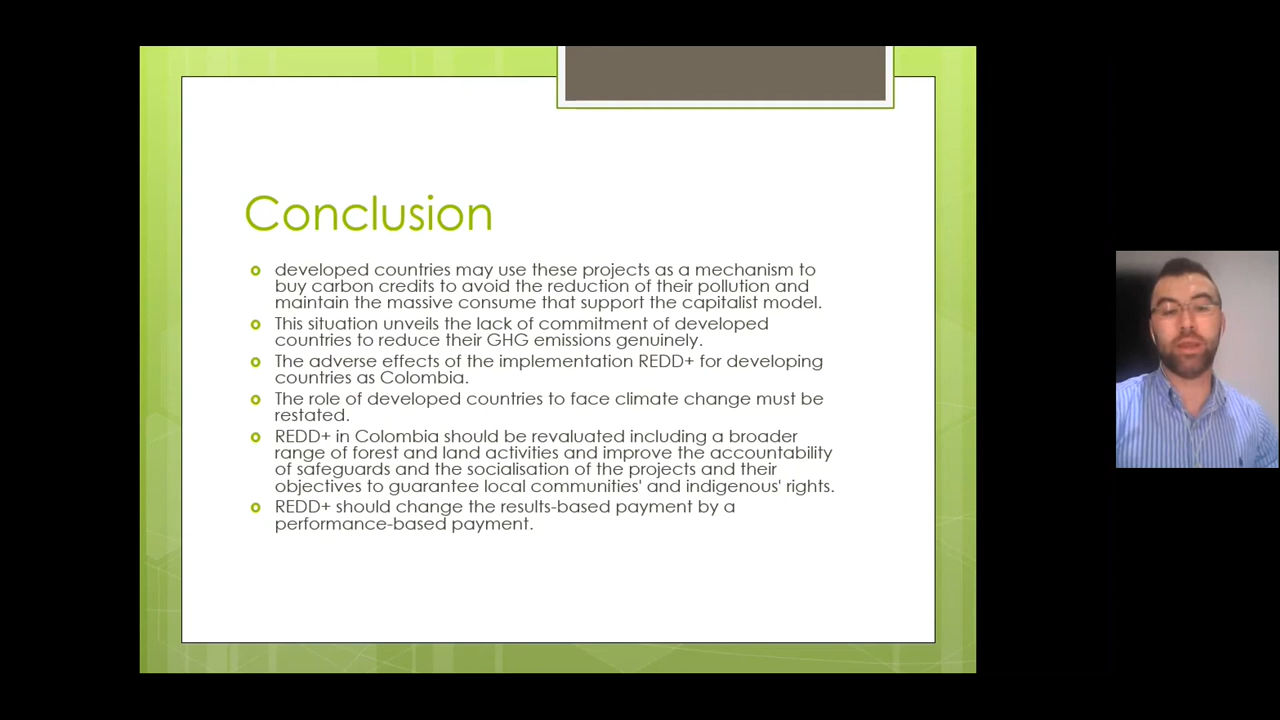 Conclusion
developed countries may use these projects as a mechanism to
buy carbon credits to avoid the reduction of their pollution and
maintain the massive consume that support the capitalist model.
This situation unveils the lack of commitment of developed
countries to reduce their GHG emissions genuinely.
The adverse effects of the implementation REDD+ for developing
countries as Colombia.
The role of developed countries to face climate change must be
restated.
REDD+ in Colombia should be revaluated including a broader
range of forest and land activities and improve the accountability
of safeguards and the socialisation of the projects and their
objectives to guarantee local communities' and indigenous' rights.
REDD+ should change the results-based payment by a
performance-based payment.